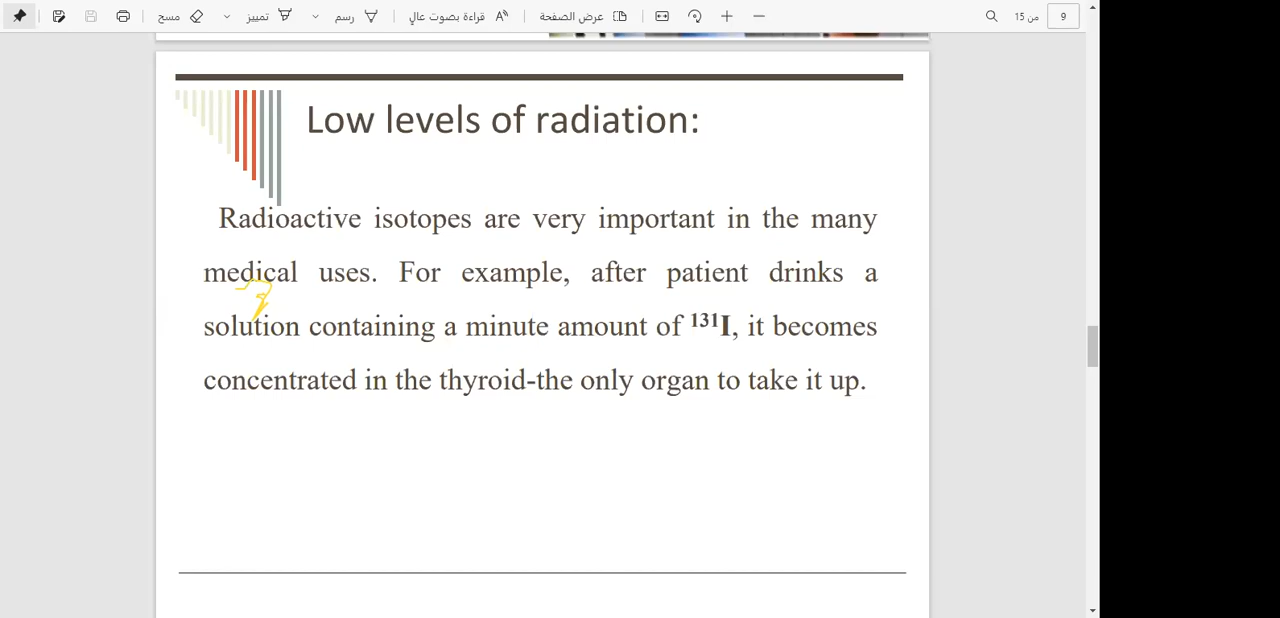 مسح تمييز رسم قراءة بصوت عالٍ عرض الصفحة من 15 9
Low levels of radiation:
Radioactive isotopes are very important in the many
medical uses. For example, after patient drinks a
solution containing a minute amount of ¹³¹I, it becomes
concentrated in the thyroid-the only organ to take it up.